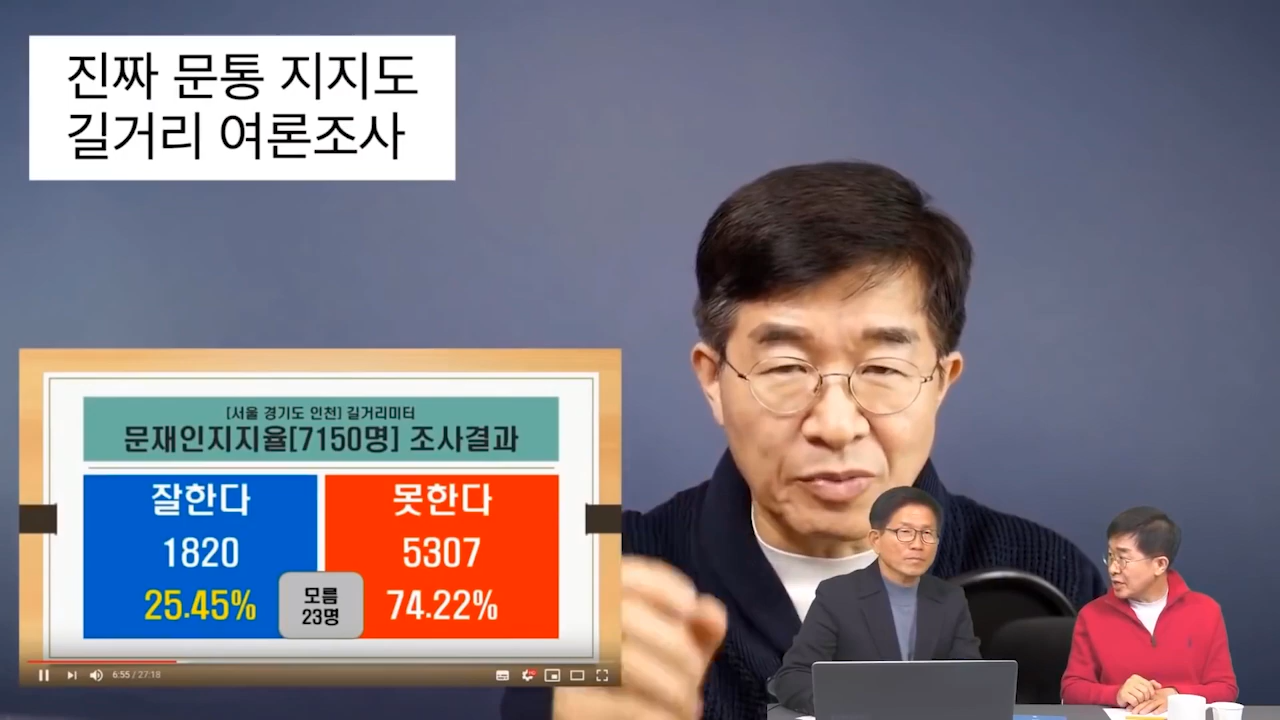 진짜 문통 지지도
길거리 여론조사
[서울 경기도 인천] 길거리미터
문재인지지율[7150명] 조사결과
잘한다
못한다
1820
5307
25.45%
모름
23명
74.22%
6:55 / 27:18